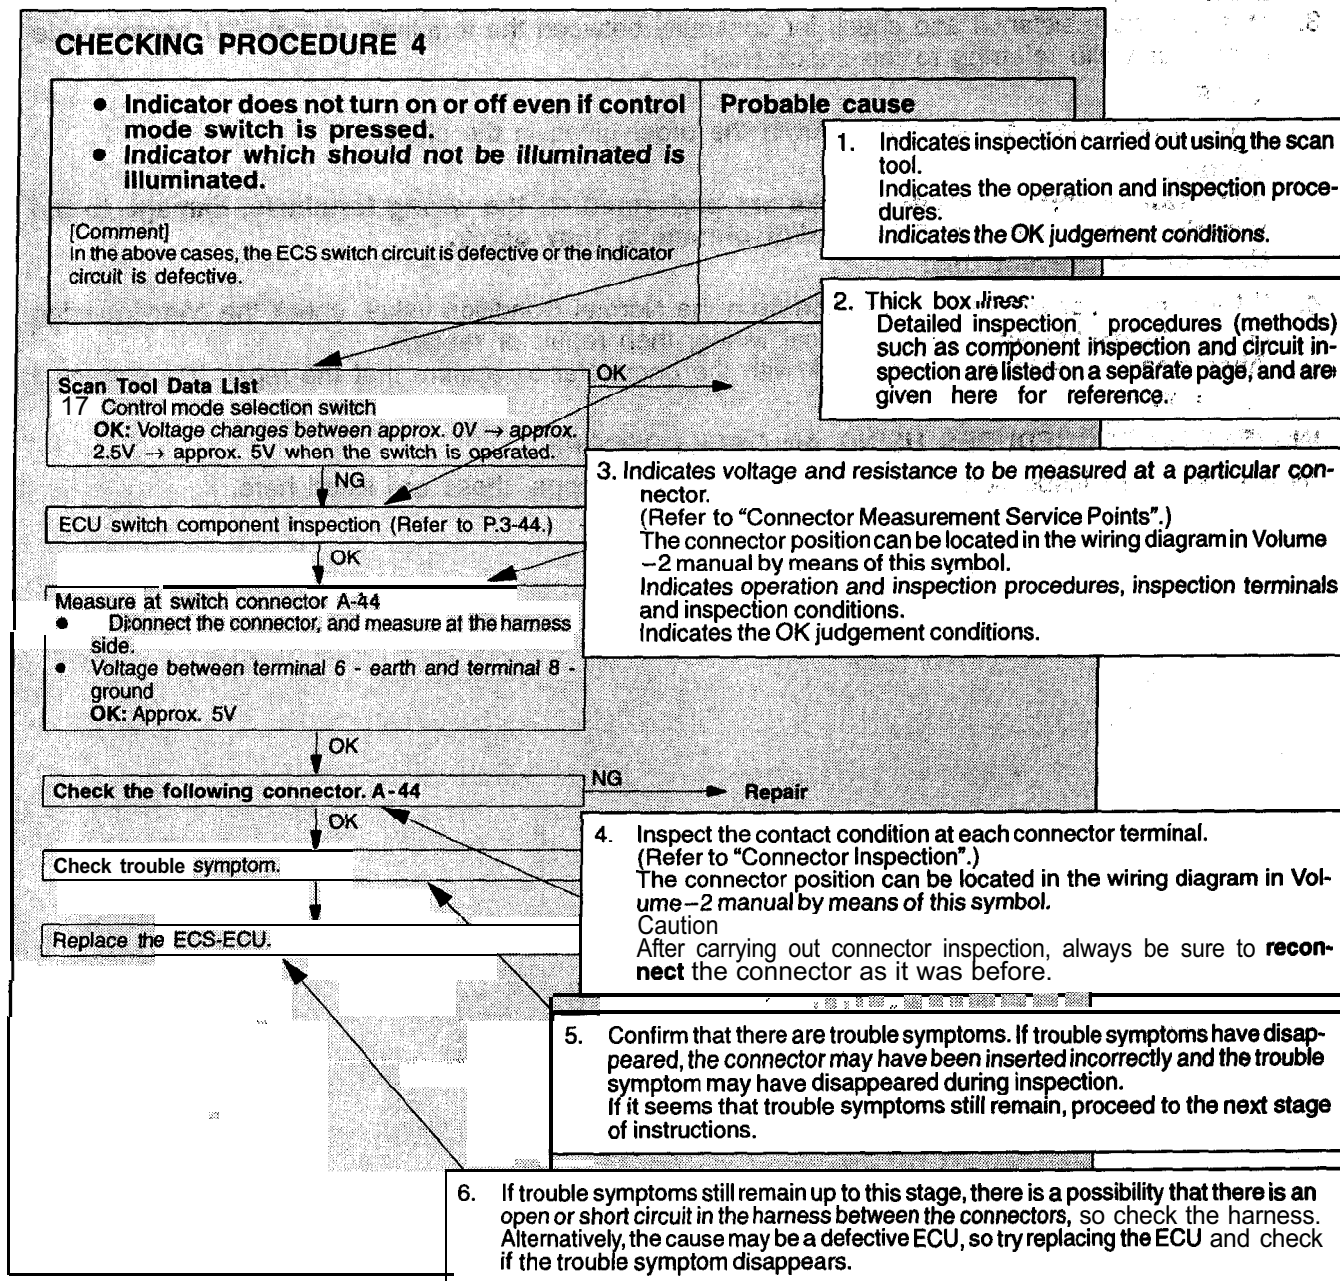 CHECKING PROCEDURE 4
● Indicator does not turn on or off even if control
mode switch is pressed.
● Indicator which should not be illuminated is
illuminated.
Probable cause
[Comment]
In the above cases, the ECS switch circuit is defective or the indicator
circuit is defective.
1. Indicates inspection carried out using the scan
tool.
Indicates the operation and inspection proce-
dures.
Indicates the OK judgement conditions.
2. Thick box lines:
Detailed inspection procedures (methods)
such as component inspection and circuit in-
spection are listed on a separate page, and are
given here for reference.
Scan Tool Data List
17 Control mode selection switch
OK: Voltage changes between approx. 0V → approx.
2.5V → approx. 5V when the switch is operated.
OK
NG
ECU switch component inspection (Refer to P.3-44.)
OK
3. Indicates voltage and resistance to be measured at a particular con-
nector.
(Refer to “Connector Measurement Service Points”.)
The connector position can be located in the wiring diagram in Volume
–2 manual by means of this symbol.
Indicates operation and inspection procedures, inspection terminals
and inspection conditions.
Indicates the OK judgement conditions.
Measure at switch connector A-44
● Dionnect the connector, and measure at the harness
side.
● Voltage between terminal 6 - earth and terminal 8 -
ground
OK: Approx. 5V
OK
Check the following connector. A-44
NG
Repair
OK
Check trouble symptom.
Replace the ECS-ECU.
4. Inspect the contact condition at each connector terminal.
(Refer to “Connector Inspection”.)
The connector position can be located in the wiring diagram in Vol-
ume–2 manual by means of this symbol.
Caution
After carrying out connector inspection, always be sure to recon-
nect the connector as it was before.
5. Confirm that there are trouble symptoms. If trouble symptoms have disap-
peared, the connector may have been inserted incorrectly and the trouble
symptom may have disappeared during inspection.
If it seems that trouble symptoms still remain, proceed to the next stage
of instructions.
6. If trouble symptoms still remain up to this stage, there is a possibility that there is an
open or short circuit in the harness between the connectors, so check the harness.
Alternatively, the cause may be a defective ECU, so try replacing the ECU and check
if the trouble symptom disappears.